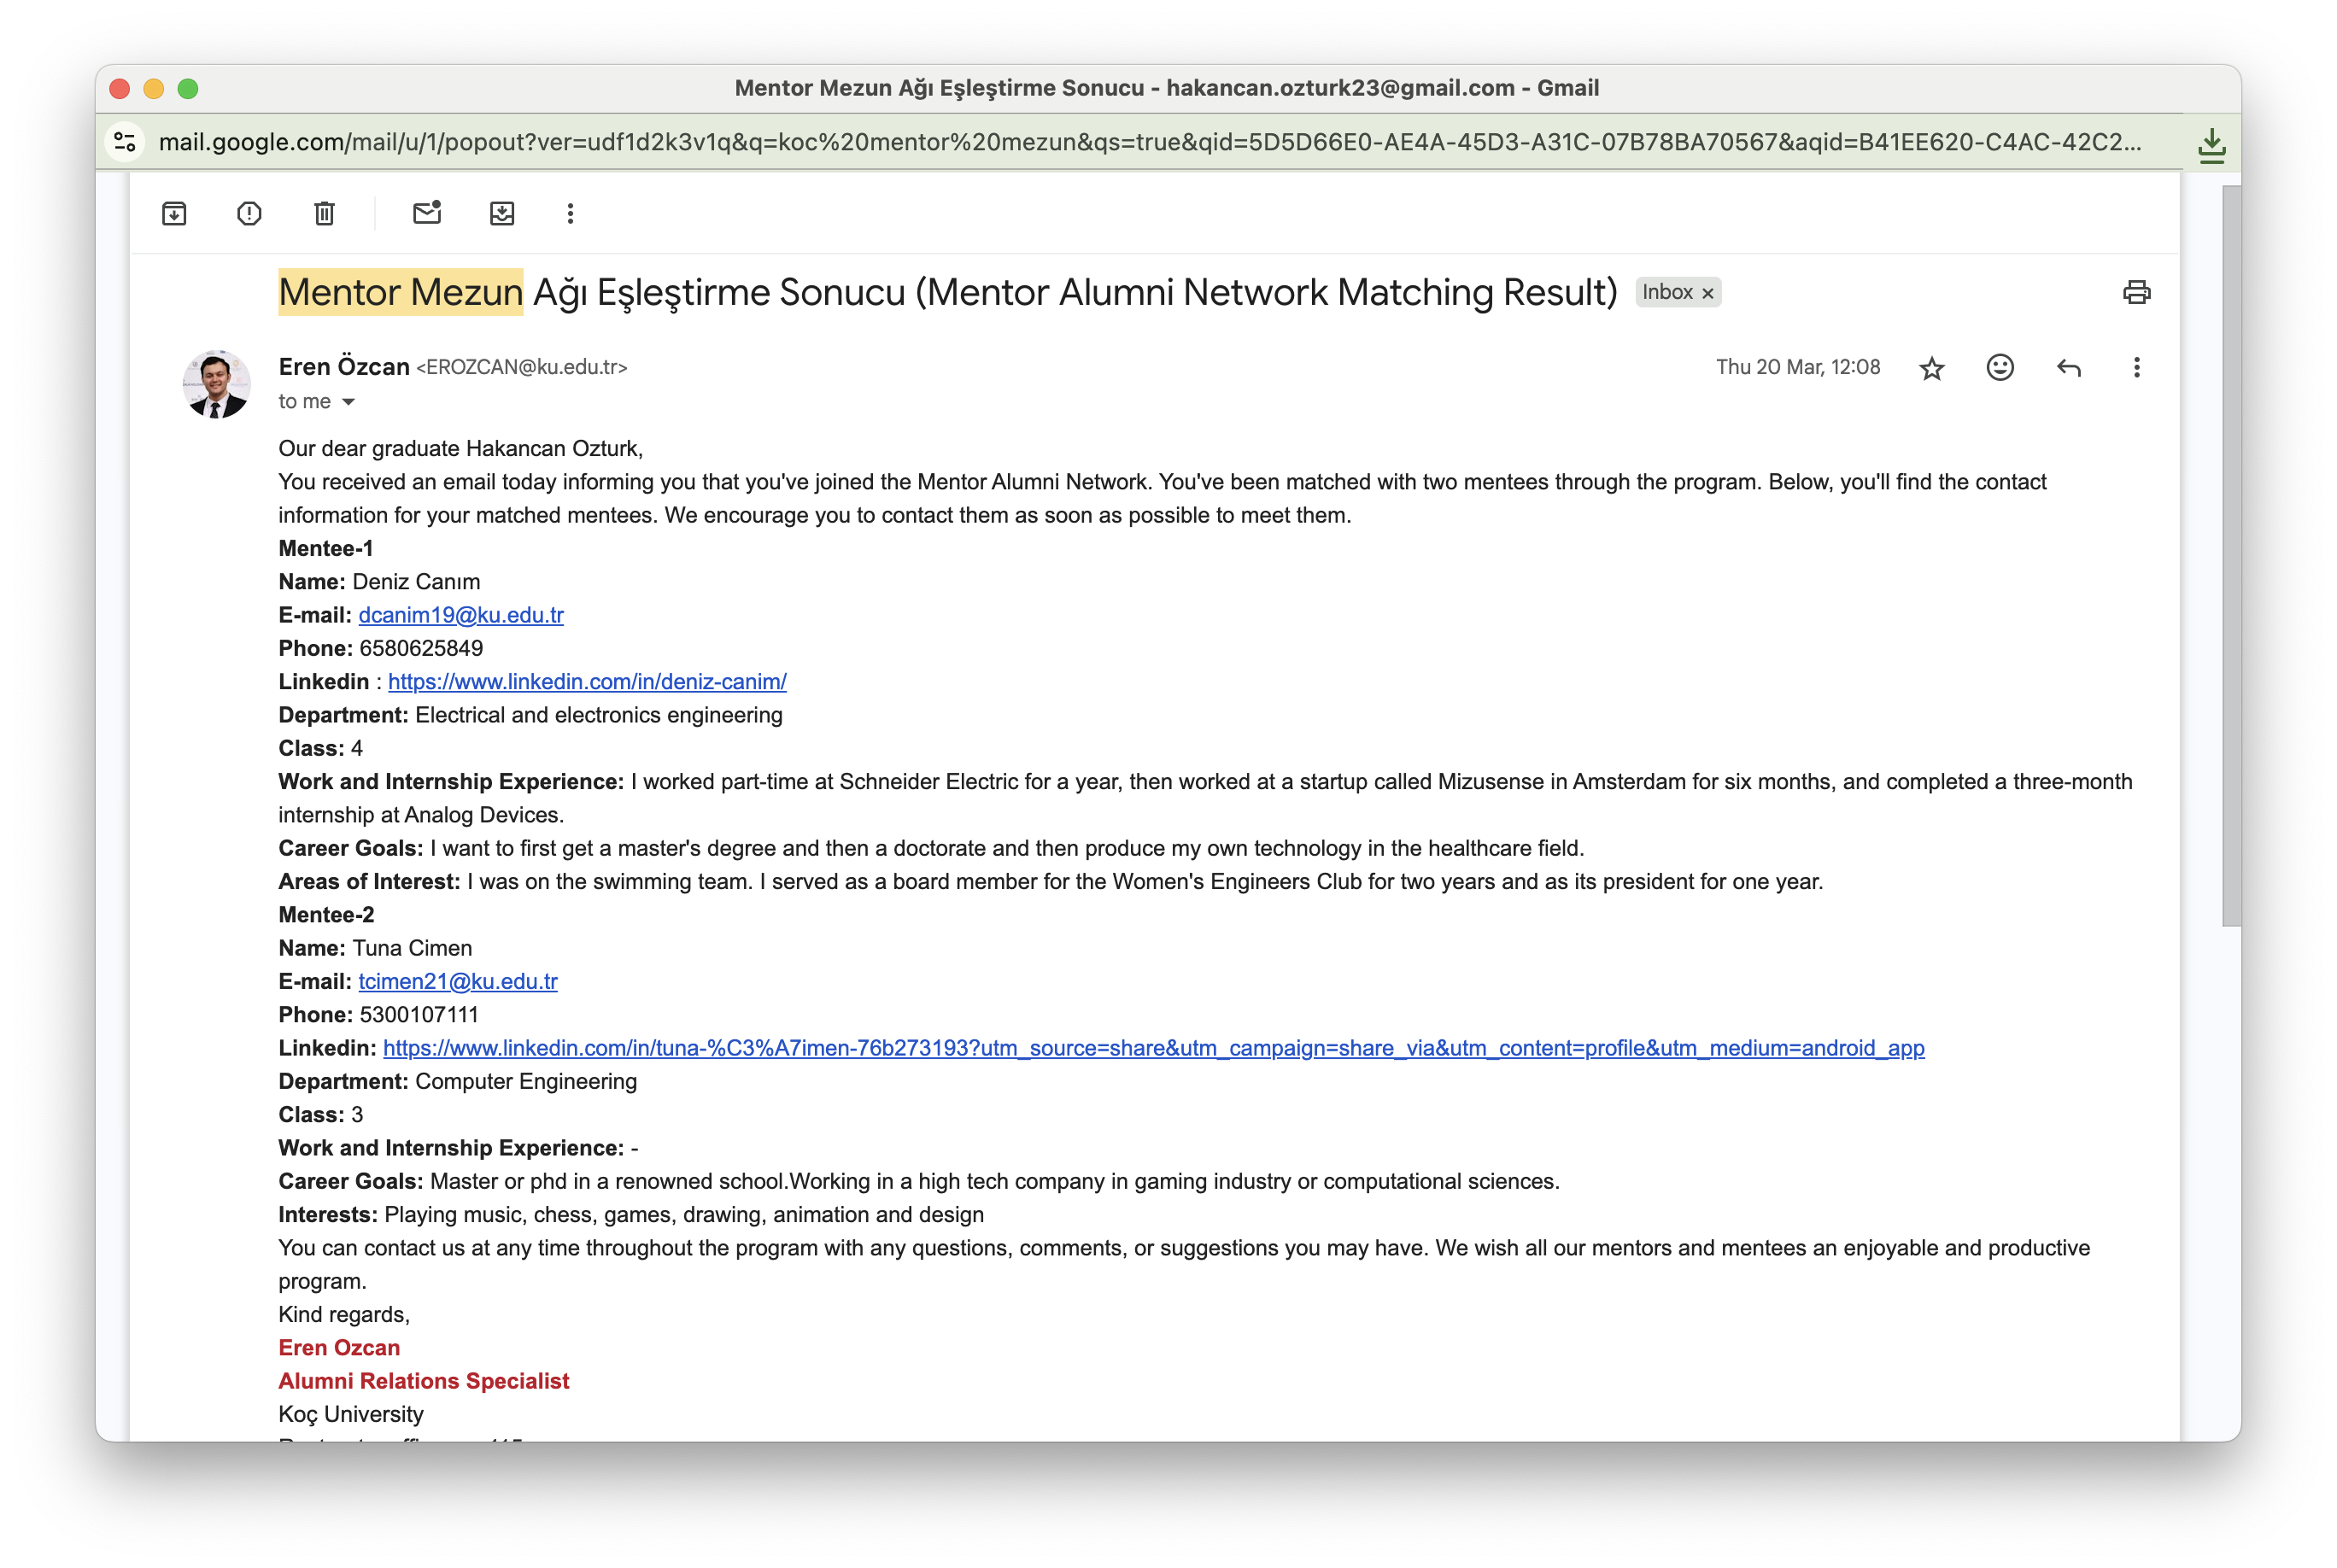 Mentor Mezun Ağı Eşleştirme Sonucu - hakancan.ozturk23@gmail.com - Gmail
mail.google.com/mail/u/1/popout?ver=udf1d2k3v1q&q=koc%20mentor%20mezun&qs=true&qid=5D5D66E0-AE4A-45D3-A31C-07B78BA70567&aqid=B41EE620-C4AC-42C2...
Mentor Mezun Ağı Eşleştirme Sonucu (Mentor Alumni Network Matching Result) Inbox x
Eren Özcan <EROZCAN@ku.edu.tr> Thu 20 Mar, 12:08
to me
Our dear graduate Hakancan Ozturk,
You received an email today informing you that you've joined the Mentor Alumni Network. You've been matched with two mentees through the program. Below, you'll find the contact
information for your matched mentees. We encourage you to contact them as soon as possible to meet them.
Mentee-1
Name: Deniz Canım
E-mail: dcanim19@ku.edu.tr
Phone: 6580625849
Linkedin : https://www.linkedin.com/in/deniz-canim/
Department: Electrical and electronics engineering
Class: 4
Work and Internship Experience: I worked part-time at Schneider Electric for a year, then worked at a startup called Mizusense in Amsterdam for six months, and completed a three-month
internship at Analog Devices.
Career Goals: I want to first get a master's degree and then a doctorate and then produce my own technology in the healthcare field.
Areas of Interest: I was on the swimming team. I served as a board member for the Women's Engineers Club for two years and as its president for one year.
Mentee-2
Name: Tuna Cimen
E-mail: tcimen21@ku.edu.tr
Phone: 5300107111
Linkedin: https://www.linkedin.com/in/tuna-%C3%A7imen-76b273193?utm_source=share&utm_campaign=share_via&utm_content=profile&utm_medium=android_app
Department: Computer Engineering
Class: 3
Work and Internship Experience: -
Career Goals: Master or phd in a renowned school.Working in a high tech company in gaming industry or computational sciences.
Interests: Playing music, chess, games, drawing, animation and design
You can contact us at any time throughout the program with any questions, comments, or suggestions you may have. We wish all our mentors and mentees an enjoyable and productive
program.
Kind regards,
Eren Ozcan
Alumni Relations Specialist
Koç University